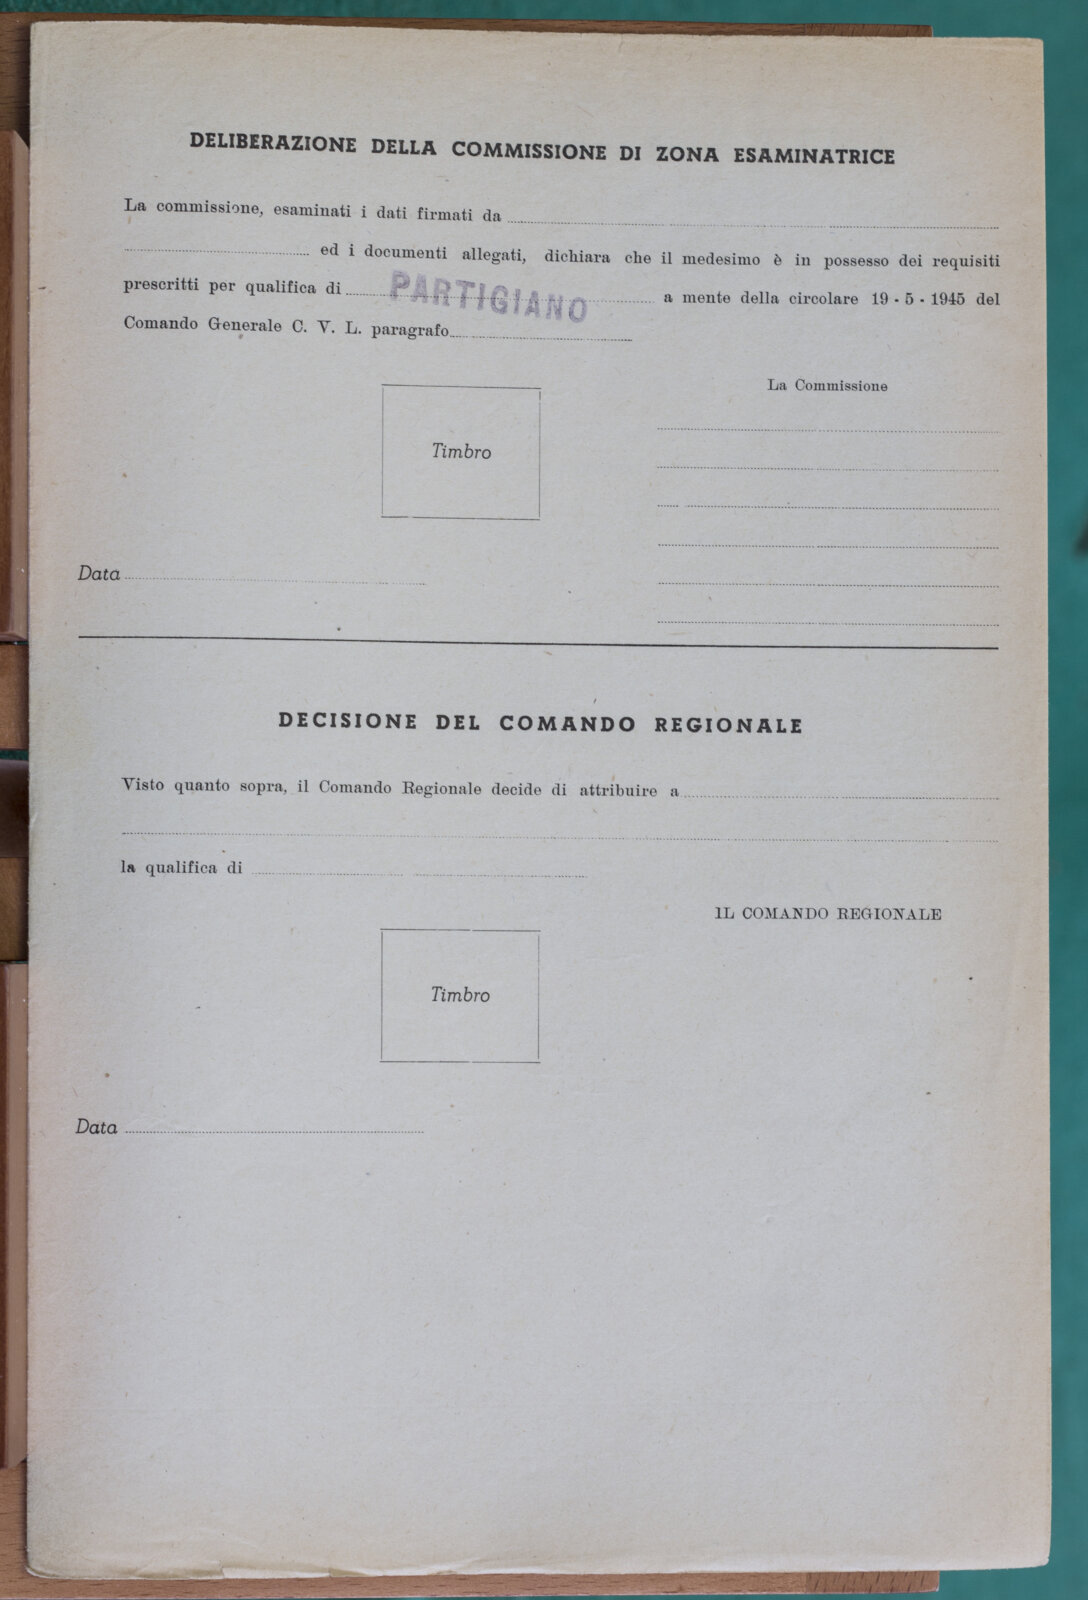 DELIBERAZIONE DELLA COMMISSIONE DI ZONA ESAMINATRICE
La commissione, esaminati i dati firmati da
ed i documenti allegati, dichiara che il medesimo è in possesso dei requisiti
prescritti per qualifica di PARTIGIANO a mente della circolare 19 - 5 - 1945 del
Comando Generale C. V. L. paragrafo
La Commissione
Timbro
Data
DECISIONE DEL COMANDO REGIONALE
Visto quanto sopra, il Comando Regionale decide di attribuire a
la qualifica di
IL COMANDO REGIONALE
Timbro
Data